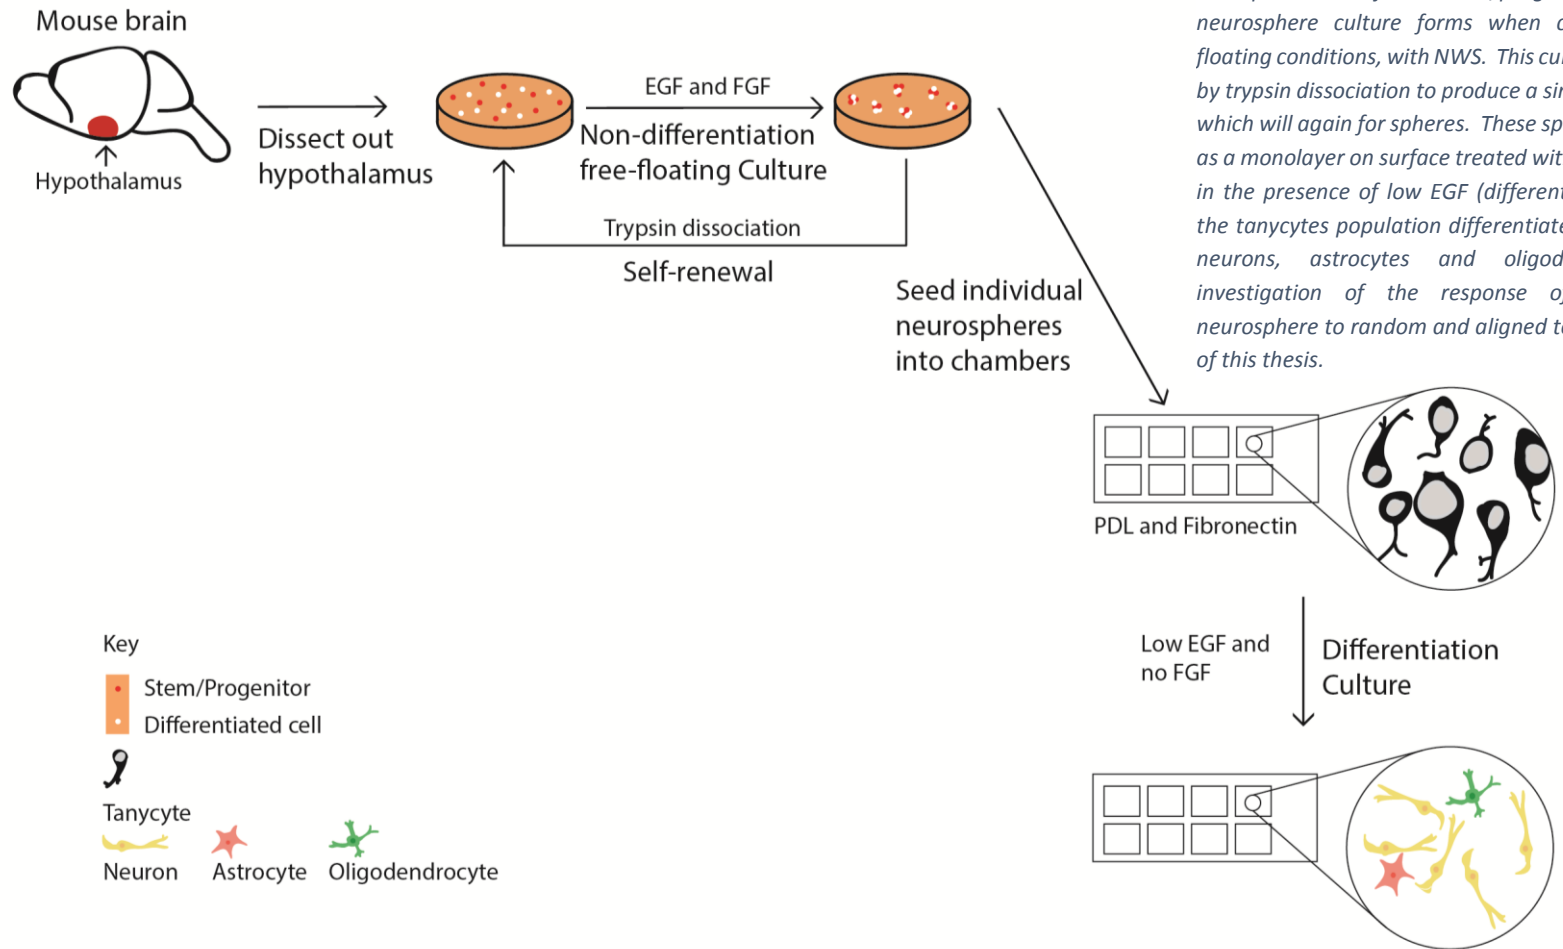 Mouse brain
Hypothalamus
Dissect out
hypothalamus
EGF and FGF
Non-differentiation
free-floating Culture
Trypsin dissociation
Self-renewal
neurosphere culture forms when
floating conditions, with NWS. This
by trypsin dissociation to produce a
which will again for spheres. These
as a monolayer on surface treated
in the presence of low EGF
the tanycytes population
neurons, astrocytes and
investigation of the response
neurosphere to random and aligned
of this thesis.
Seed individual
neurospheres
into chambers
PDL and Fibronectin
Low EGF and
no FGF
Differentiation
Culture
Key
Stem/Progenitor
Differentiated cell
Tanycyte
Neuron
Astrocyte
Oligodendrocyte